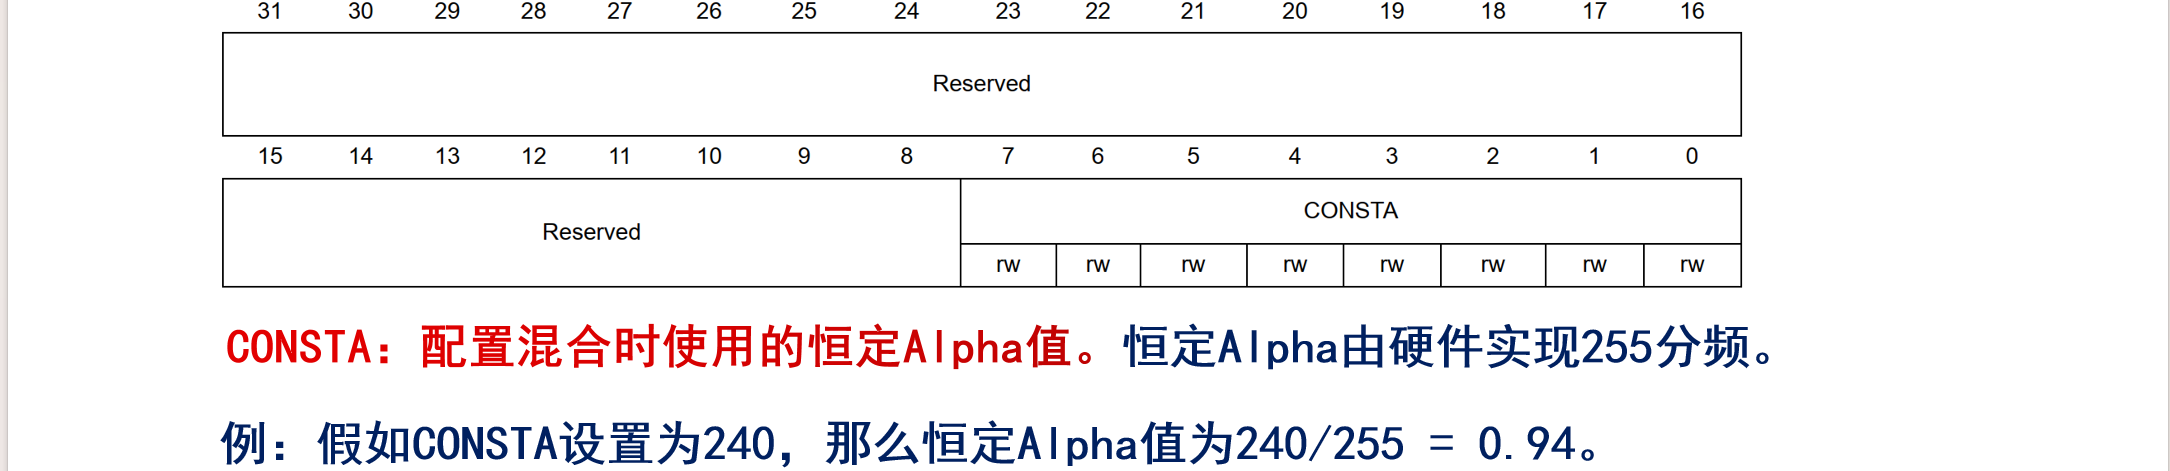 31 30 29 28 27 26 25 24 23 22 21 20 19 18 17 16
Reserved
15 14 13 12 11 10 9 8 7 6 5 4 3 2 1 0
Reserved CONSTA
rw rw rw rw rw rw rw rw
CONSTA：配置混合时使用的恒定Alpha值。恒定Alpha由硬件实现255分频。
例：假如CONSTA设置为240，那么恒定Alpha值为240/255 = 0.94。